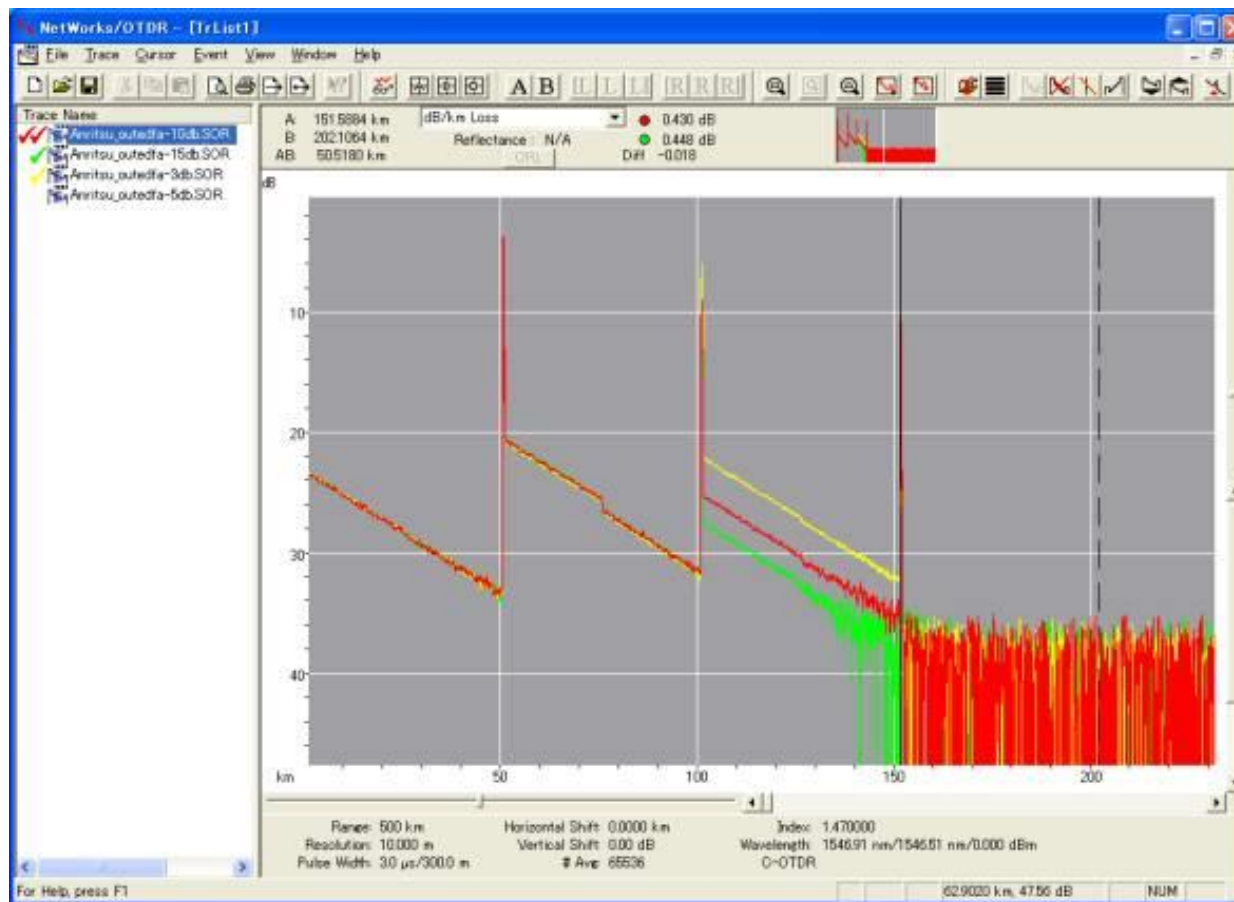 NetWorks/OTDR - [TrList1]
File Trace Cursor Event View Window Help
A B
Trace Name
Anritsu_outedfa-10db.SOR
Anritsu_outedfa-15db.SOR
Anritsu_outedfa-3db.SOR
Anritsu_outedfa-5db.SOR
A: 151.5884 km dB/km Loss 0.430 dB
B: 202.1064 km Reflectance : N/A 0.448 dB
AB: 50.5180 km ORL Diff -0.018
dB
10
20
30
40
km 50 100 150 200
Range: 500 km Horizontal Shift: 0.0000 km Index: 1.470000
Resolution: 10.000 m Vertical Shift: 0.00 dB Wavelength: 1546.91 nm/1546.51 nm/0.000 dBm
Pulse Width: 3.0 µs/300.0 m # Avg: 65536 C-OTDR
For Help, press F1 62.9020 km, 47.56 dB NUM